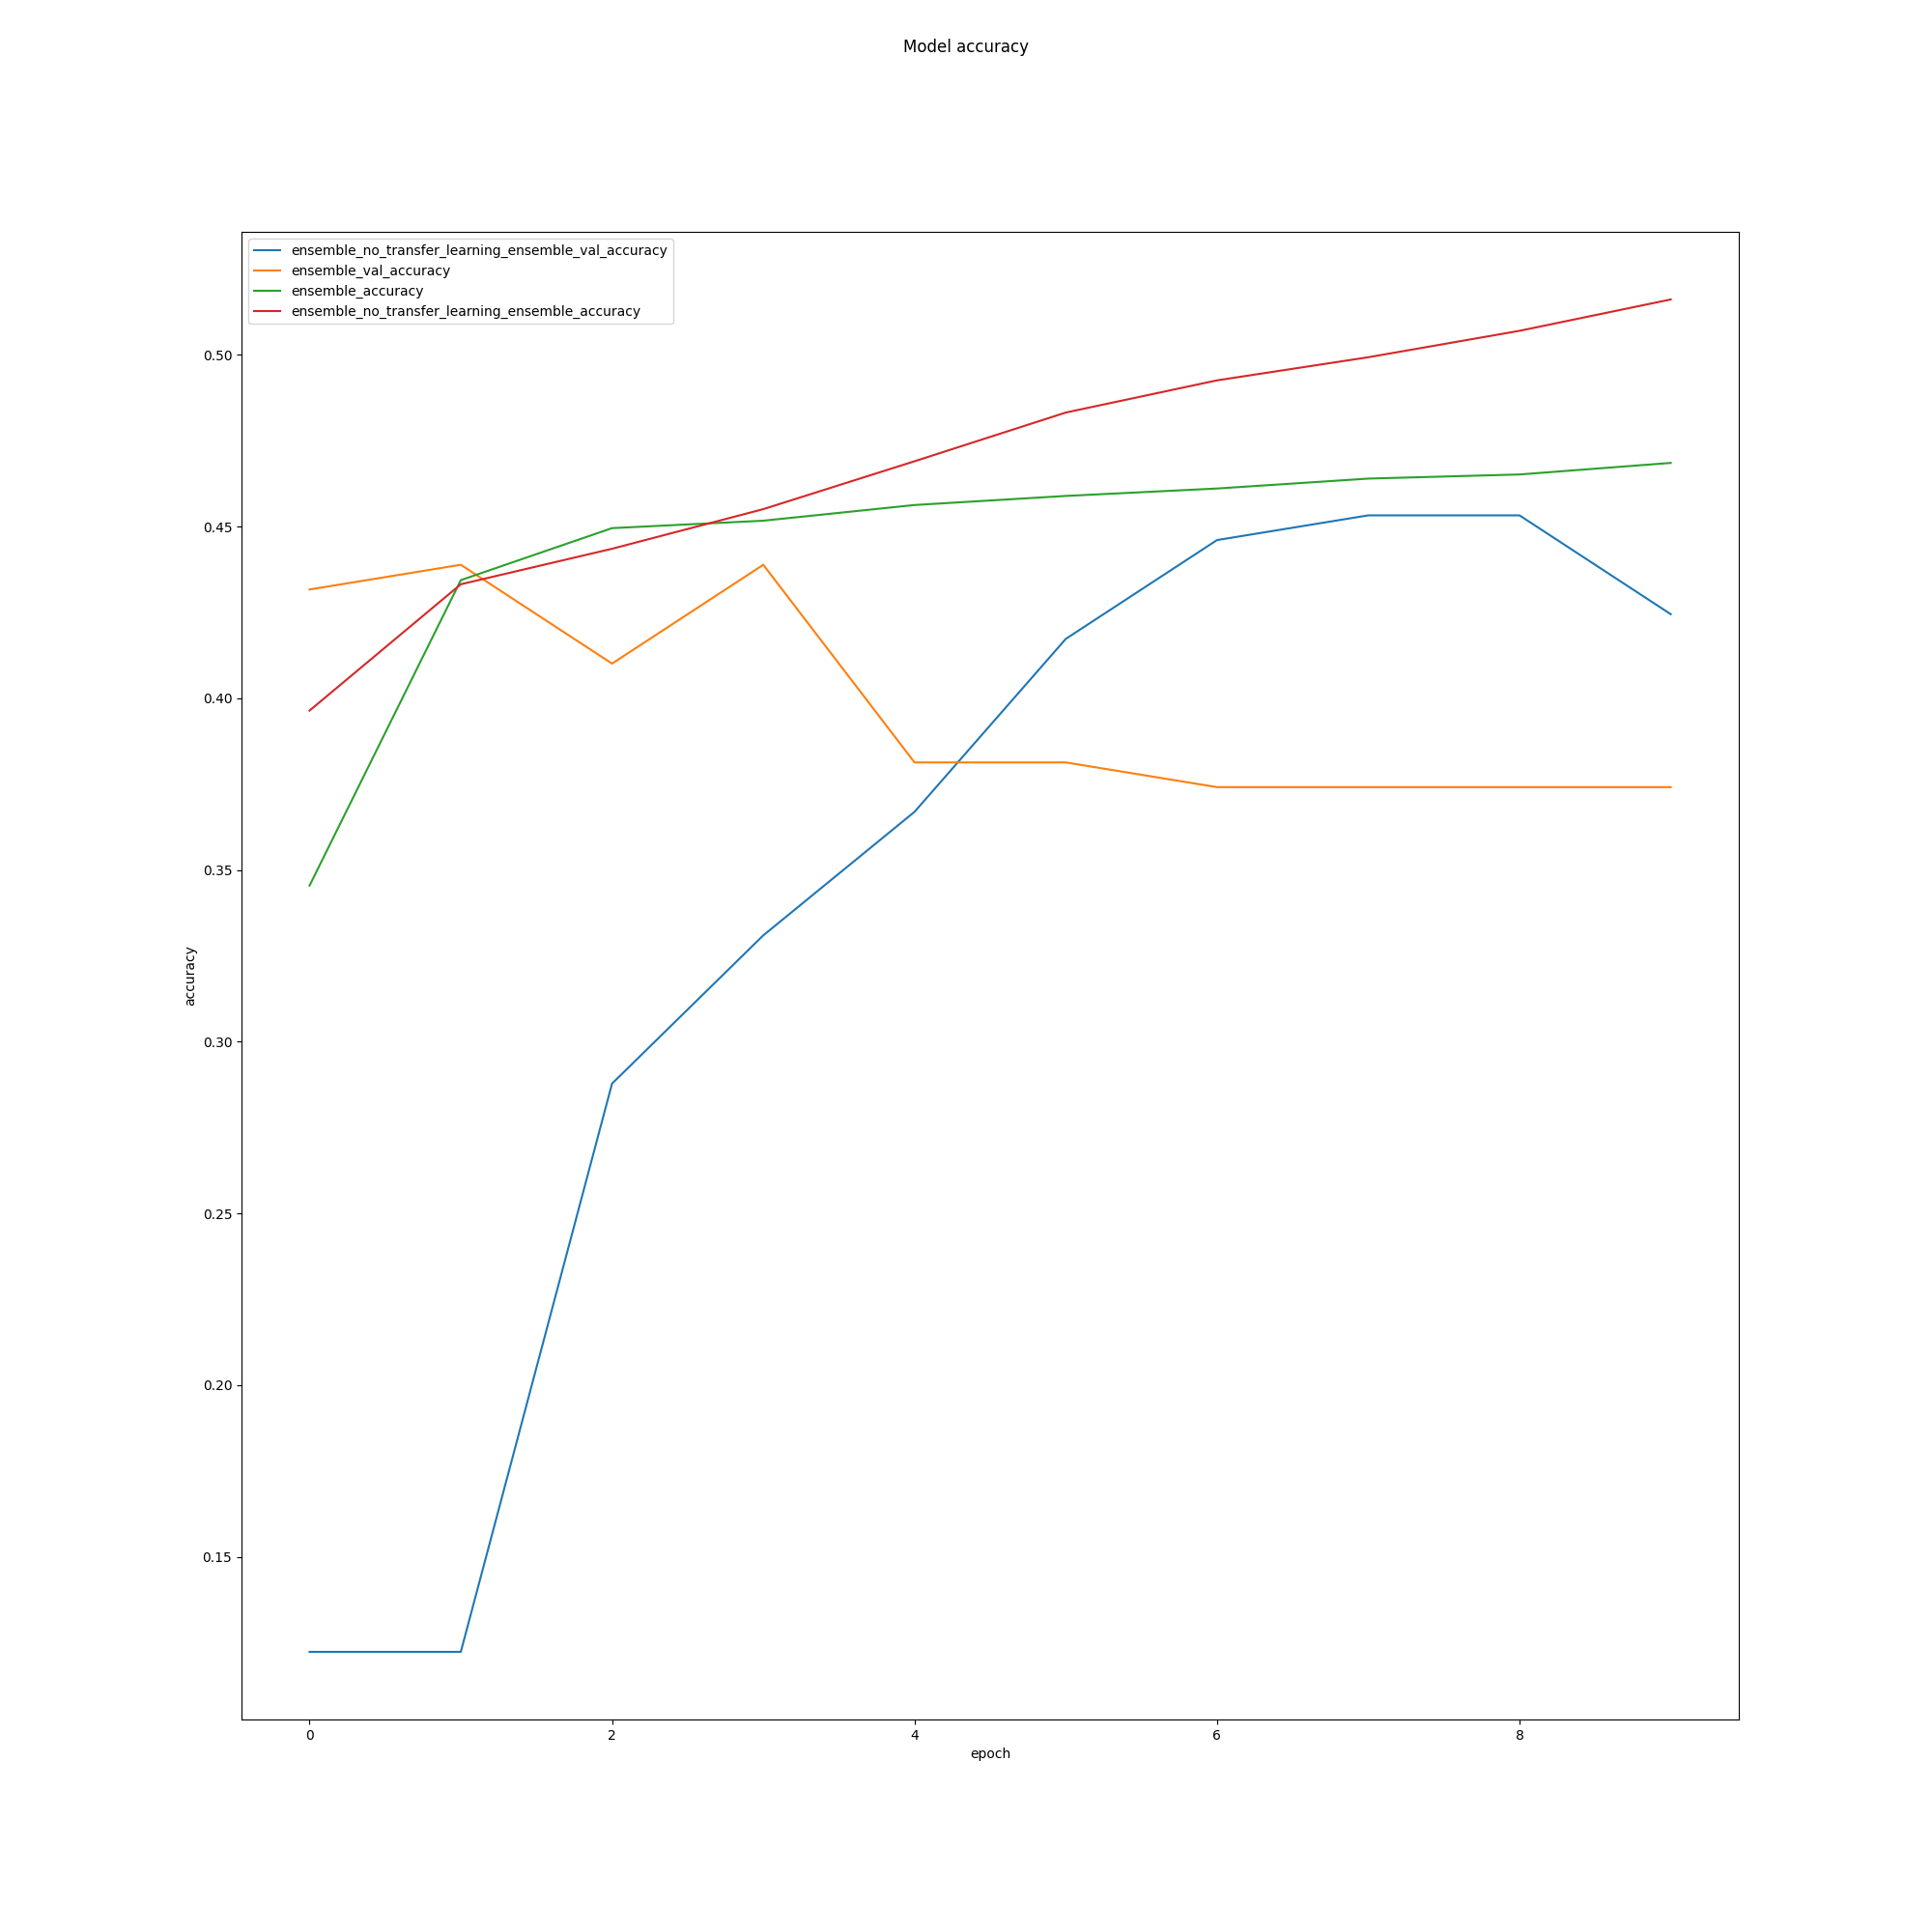 Model accuracy
ensemble_no_transfer_learning_ensemble_val_accuracy
ensemble_val_accuracy
ensemble_accuracy
ensemble_no_transfer_learning_ensemble_accuracy
0.50
0.45
0.40
0.35
accuracy
0.30
0.25
0.20
0.15
0 2 4 6 8
epoch